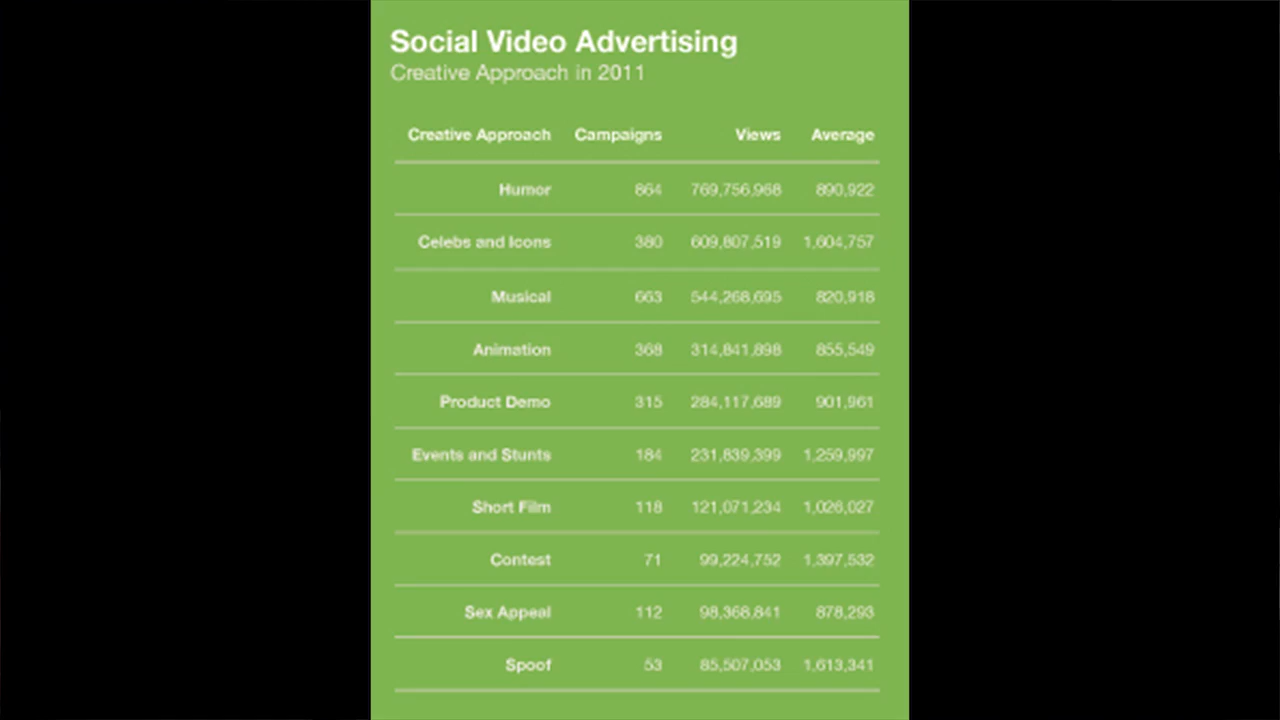 Social Video Advertising
Creative Approach in 2011
Creative Approach Campaigns Views Average
Humor 864 769,756,968 890,922
Celebs and Icons 380 609,807,519 1,604,757
Musical 663 544,268,695 820,918
Animation 368 314,841,898 855,549
Product Demo 315 284,117,689 901,961
Events and Stunts 184 231,839,399 1,259,997
Short Film 118 121,071,234 1,026,027
Contest 71 99,224,752 1,397,532
Sex Appeal 112 98,368,841 878,293
Spoof 53 85,507,053 1,613,341